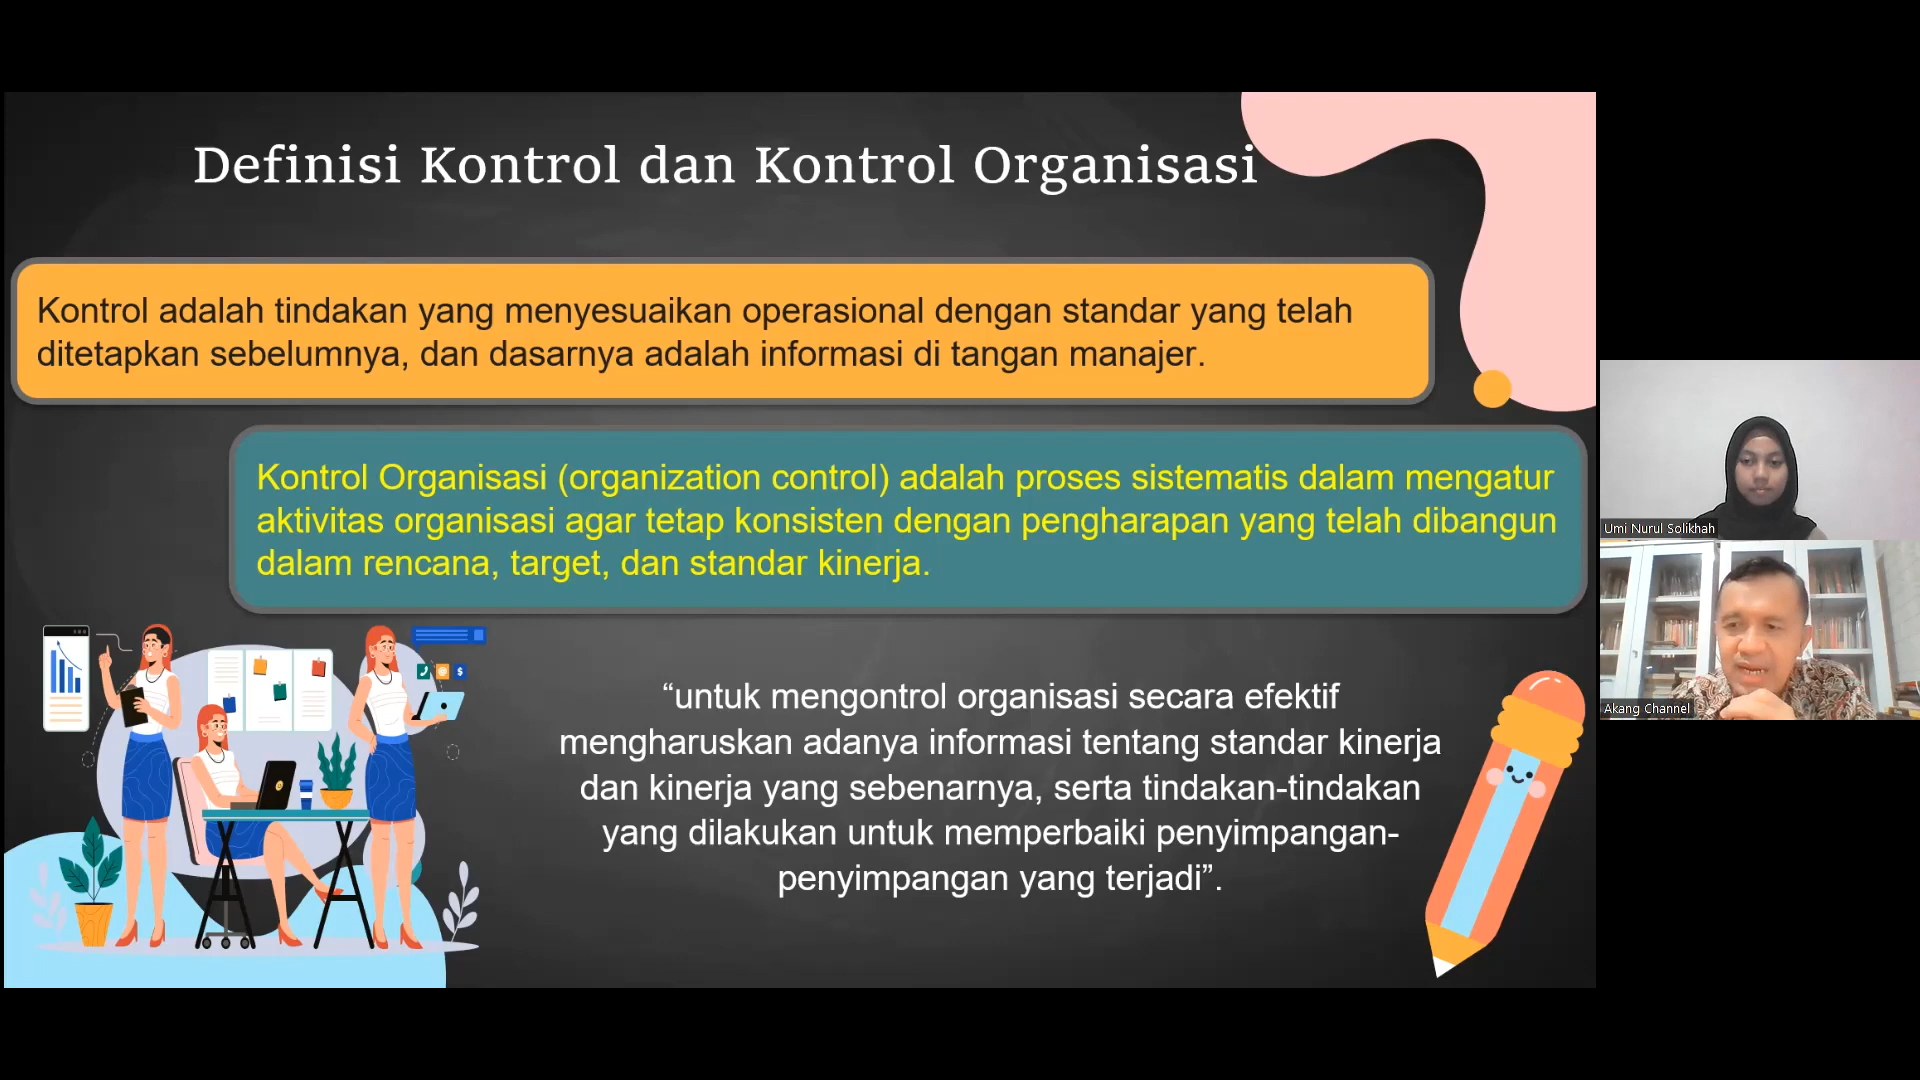 Definisi Kontrol dan Kontrol Organisasi
Kontrol adalah tindakan yang menyesuaikan operasional dengan standar yang telah
ditetapkan sebelumnya, dan dasarnya adalah informasi di tangan manajer.
Kontrol Organisasi (organization control) adalah proses sistematis dalam mengatur
aktivitas organisasi agar tetap konsisten dengan pengharapan yang telah dibangun
dalam rencana, target, dan standar kinerja.
“untuk mengontrol organisasi secara efektif
mengharuskan adanya informasi tentang standar kinerja
dan kinerja yang sebenarnya, serta tindakan-tindakan
yang dilakukan untuk memperbaiki penyimpangan-
penyimpangan yang terjadi”.
Umi Nurul Solikhah
Akang Channel